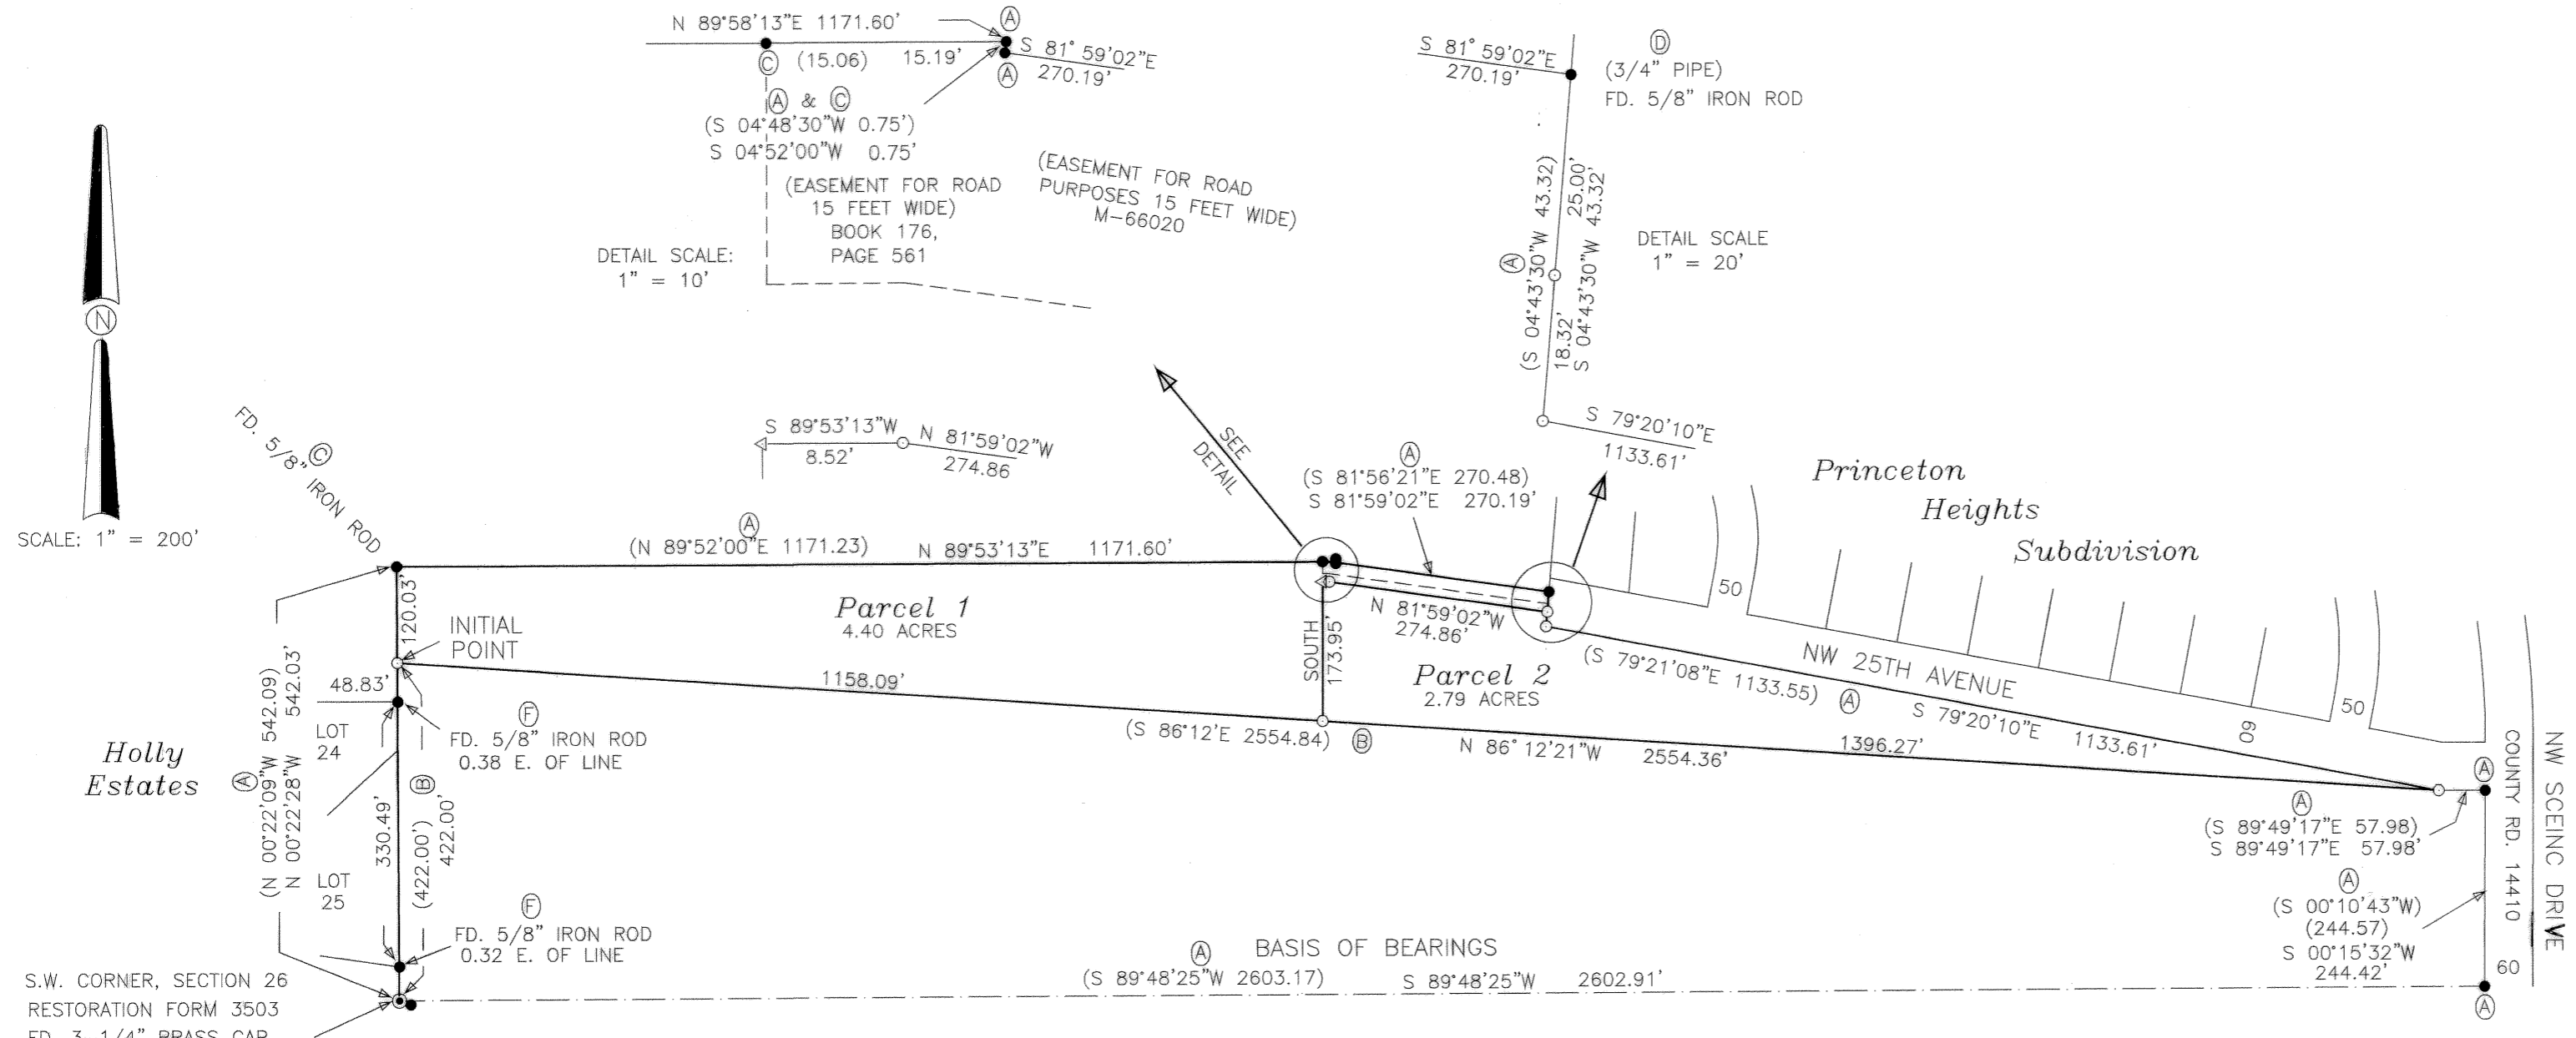 N 89°58'13"E 1171.60'
A
C (15.06) 15.19'
A
S 81° 59'02"E
270.19'
A & C
(S 04°48'30"W 0.75')
S 04°52'00"W 0.75'
(EASEMENT FOR ROAD
15 FEET WIDE)
BOOK 176,
PAGE 561
(EASEMENT FOR ROAD
PURPOSES 15 FEET WIDE)
M-66020
DETAIL SCALE:
1" = 10'
S 81° 59'02"E
270.19'
D
(3/4" PIPE)
FD. 5/8" IRON ROD
A
(S 04°43'30"W 43.32)
25.00'
18.32'
S 04°43'30"W 43.32'
DETAIL SCALE
1" = 20'
S 79°20'10"E
1133.61'
N
SCALE: 1" = 200'
C
FD. 5/8" IRON ROD
S 89°53'13"W
8.52'
N 81°59'02"W
274.86
SEE
DETAIL
A
(S 81°56'21"E 270.48)
S 81°59'02"E 270.19'
Princeton
Heights
Subdivision
A
(N 89°52'00"E 1171.23) N 89°53'13"E 1171.60'
120.03'
INITIAL
POINT
Parcel 1
4.40 ACRES
SOUTH
173.95'
N 81°59'02"W
274.86'
Parcel 2
2.79 ACRES
50
NW 25TH AVENUE
50
60
(S 79°21'08"E 1133.55) A
S 79°20'10"E 1133.61'
1158.09'
(S 86°12'E 2554.84) B
N 86° 12'21"W 2554.36'
1396.27'
48.83'
LOT
24
F
FD. 5/8" IRON ROD
0.38 E. OF LINE
Holly
Estates
A
(N 00°22'09"W 542.09)
N 00°22'28"W 542.03'
330.49'
B
(422.00')
422.00'
LOT
25
F
FD. 5/8" IRON ROD
0.32 E. OF LINE
A
A
(S 89°49'17"E 57.98)
S 89°49'17"E 57.98'
A
(S 00°10'43"W)
(244.57)
S 00°15'32"W
244.42'
COUNTY RD. 14410
NW SCEINC DRIVE
60
A
A BASIS OF BEARINGS
(S 89°48'25"W 2603.17) S 89°48'25"W 2602.91'
S.W. CORNER, SECTION 26
RESTORATION FORM 3503
FD. 3-1/4" BRASS CAP